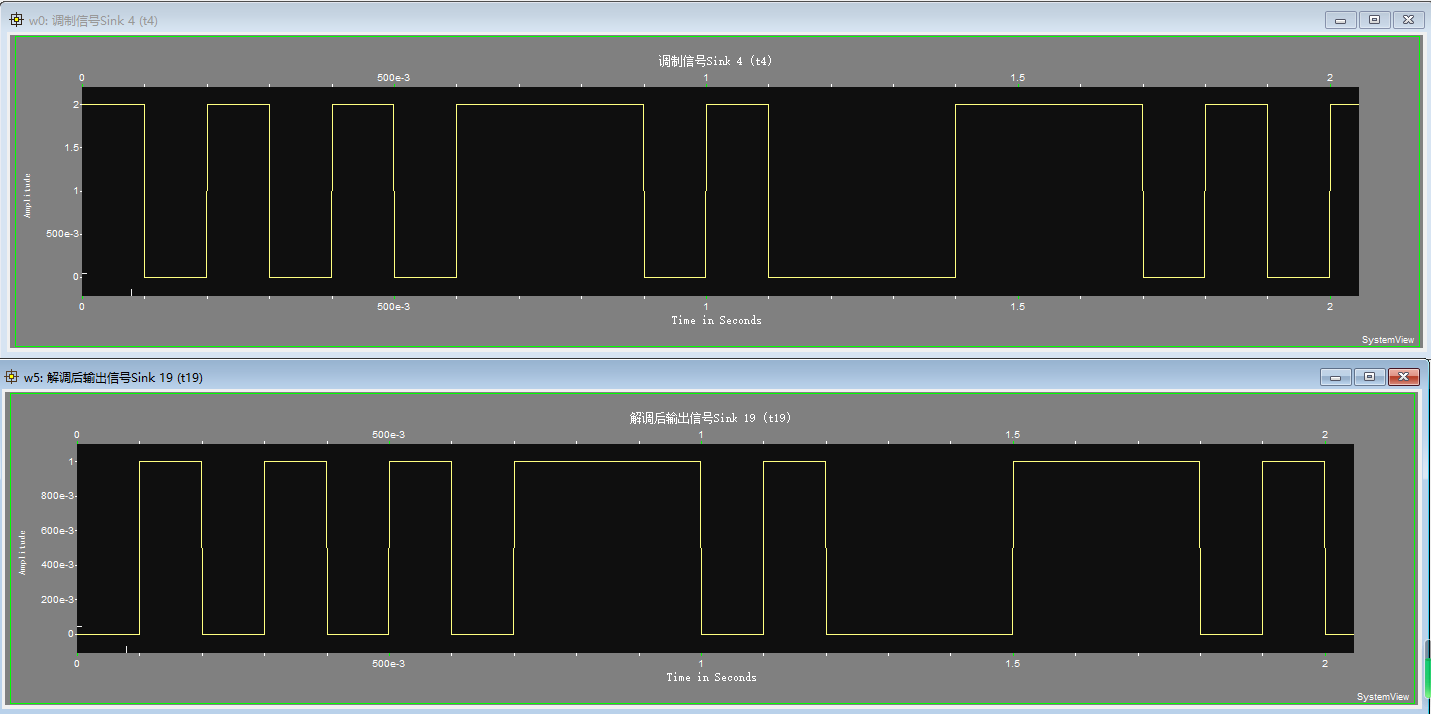 w0: 调制信号Sink 4 (t4)
调制信号Sink 4 (t4)
0 500e-3 1 1.5 2
2
1.5
1
500e-3
0
Amplitude
0 500e-3 1 1.5 2
Time in Seconds
SystemView
w5: 解调后输出信号Sink 19 (t19)
解调后输出信号Sink 19 (t19)
0 500e-3 1 1.5 2
1
800e-3
600e-3
400e-3
200e-3
0
Amplitude
0 500e-3 1 1.5 2
Time in Seconds
SystemView